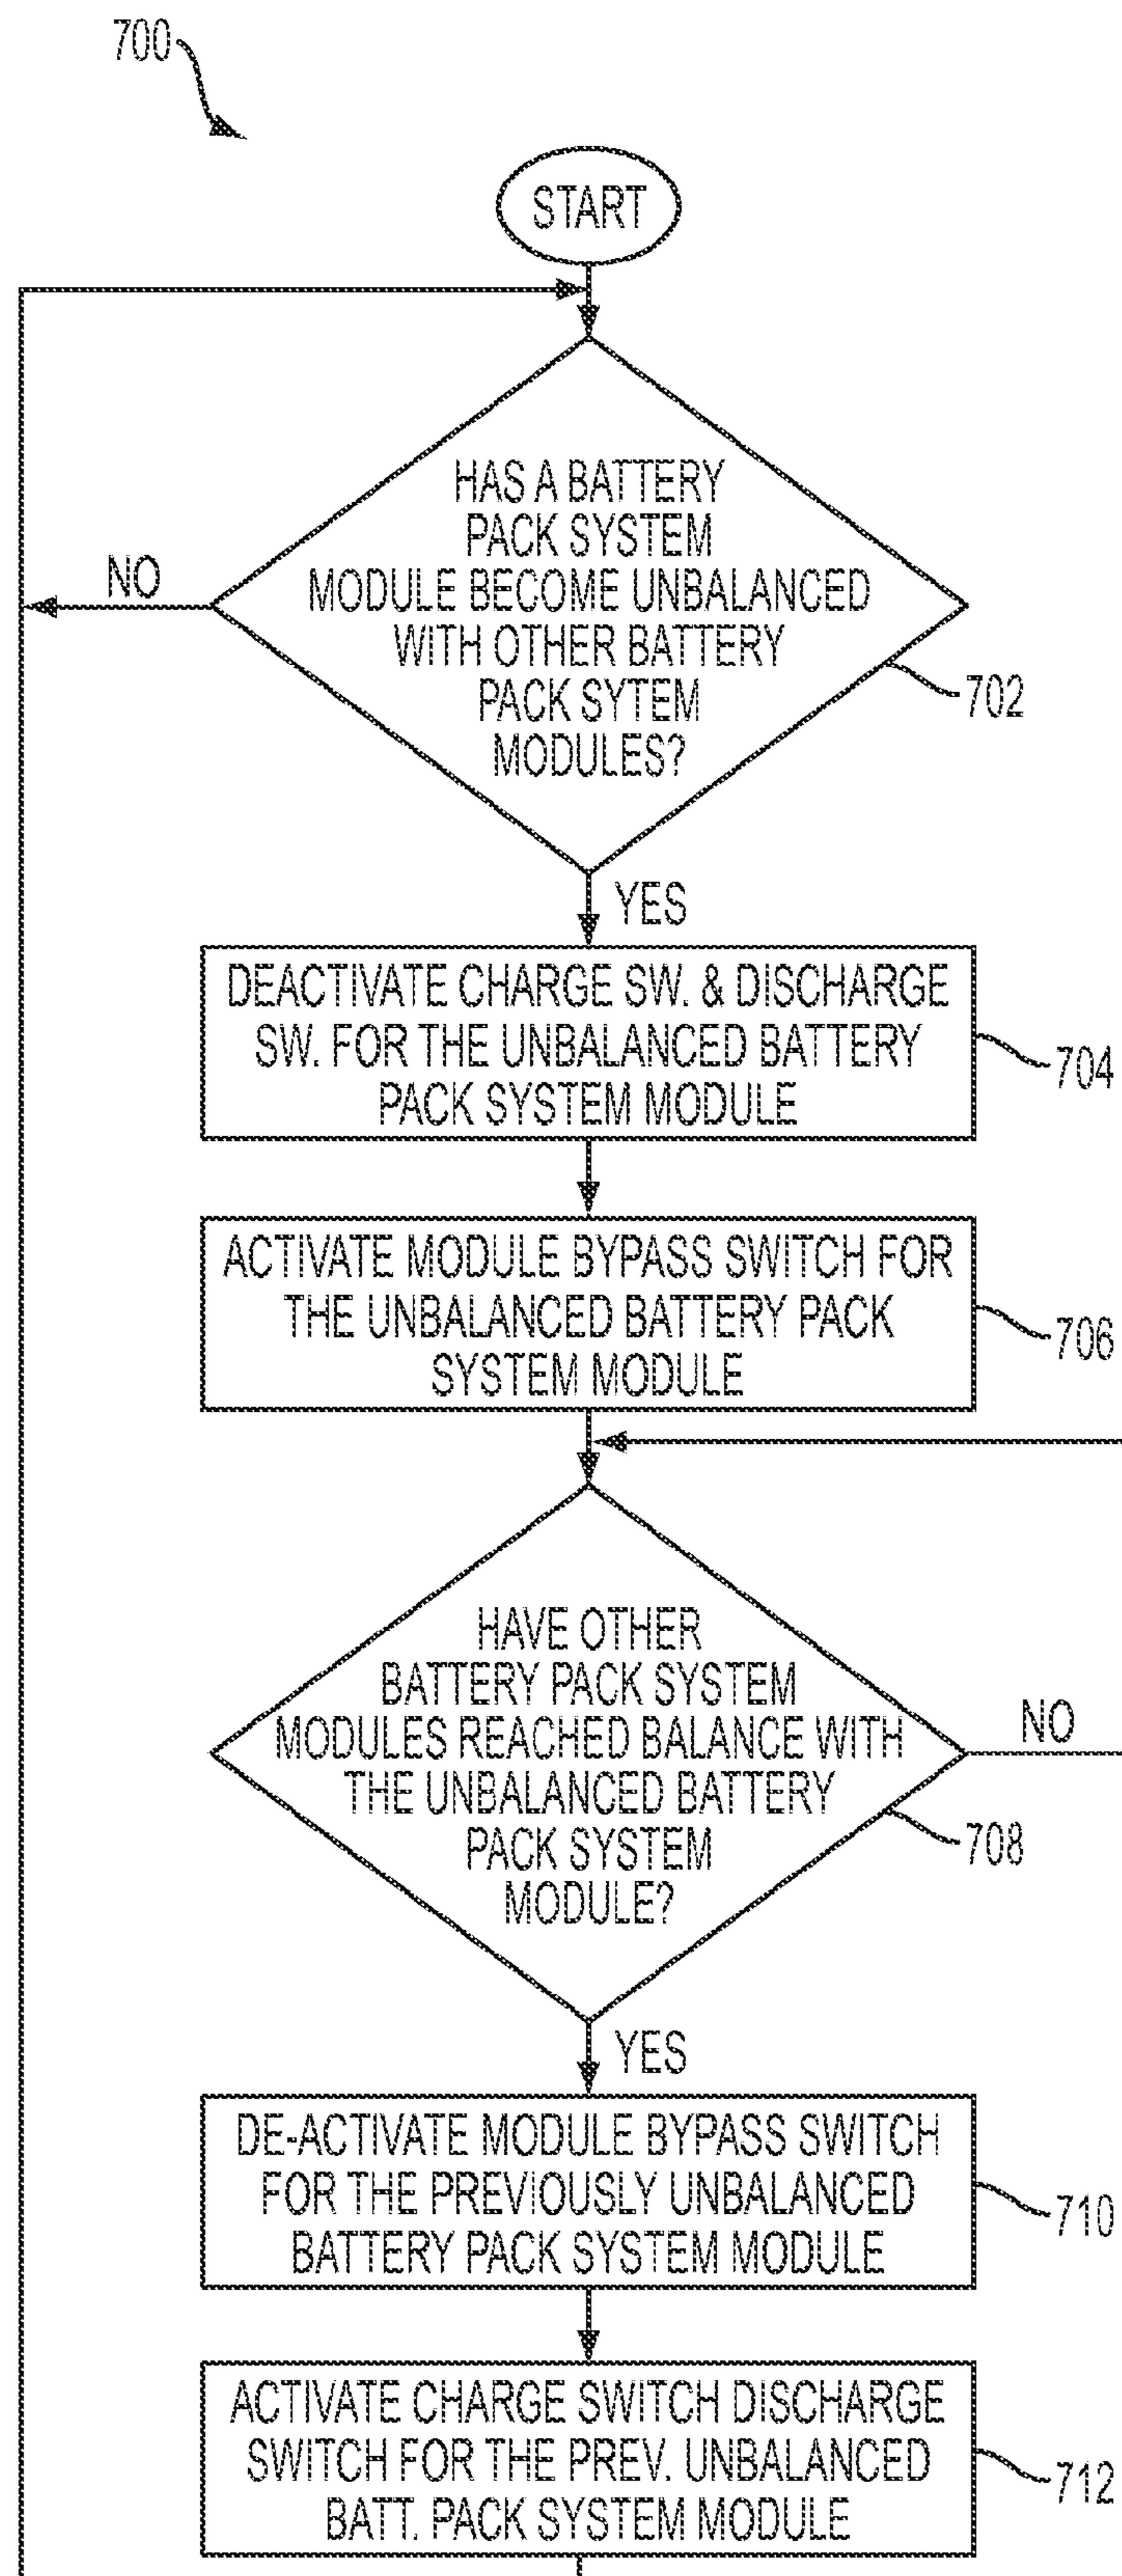 700
START
HAS A BATTERY
PACK SYSTEM
MODULE BECOME UNBALANCED
WITH OTHER BATTERY
PACK SYTEM
MODULES?
NO
702
YES
DEACTIVATE CHARGE SW. & DISCHARGE
SW. FOR THE UNBALANCED BATTERY
PACK SYSTEM MODULE
704
ACTIVATE MODULE BYPASS SWITCH FOR
THE UNBALANCED BATTERY PACK
SYSTEM MODULE
706
HAVE OTHER
BATTERY PACK SYSTEM
MODULES REACHED BALANCE WITH
THE UNBALANCED BATTERY
PACK SYSTEM
MODULE?
NO
708
YES
DE-ACTIVATE MODULE BYPASS SWITCH
FOR THE PREVIOUSLY UNBALANCED
BATTERY PACK SYSTEM MODULE
710
ACTIVATE CHARGE SWITCH DISCHARGE
SWITCH FOR THE PREV. UNBALANCED
BATT. PACK SYSTEM MODULE
712